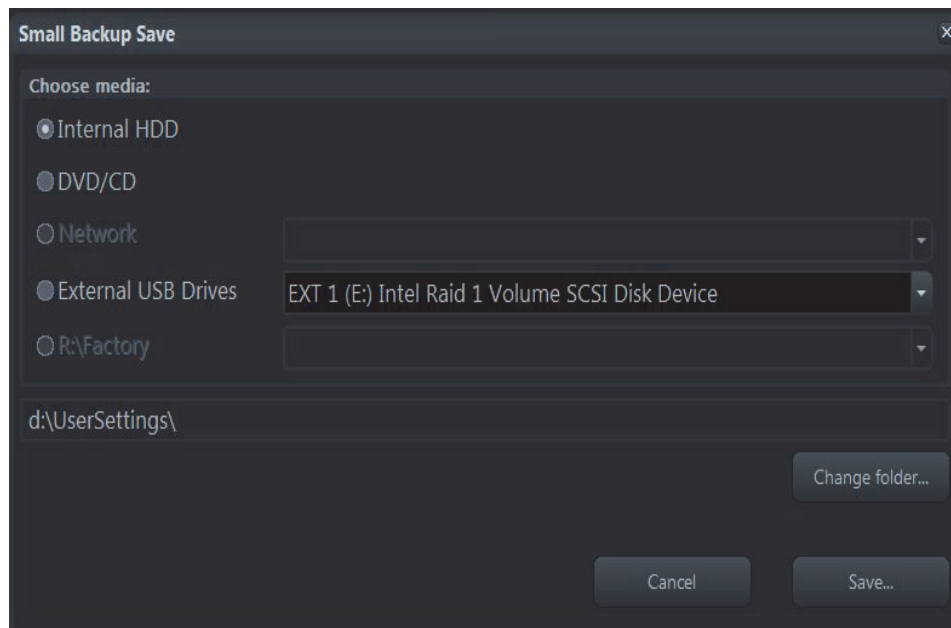 Small Backup Save
Choose media:
Internal HDD
DVD/CD
Network
External USB Drives EXT 1 (E:) Intel Raid 1 Volume SCSI Disk Device
R:\Factory
d:\UserSettings\
Change folder...
Cancel Save...